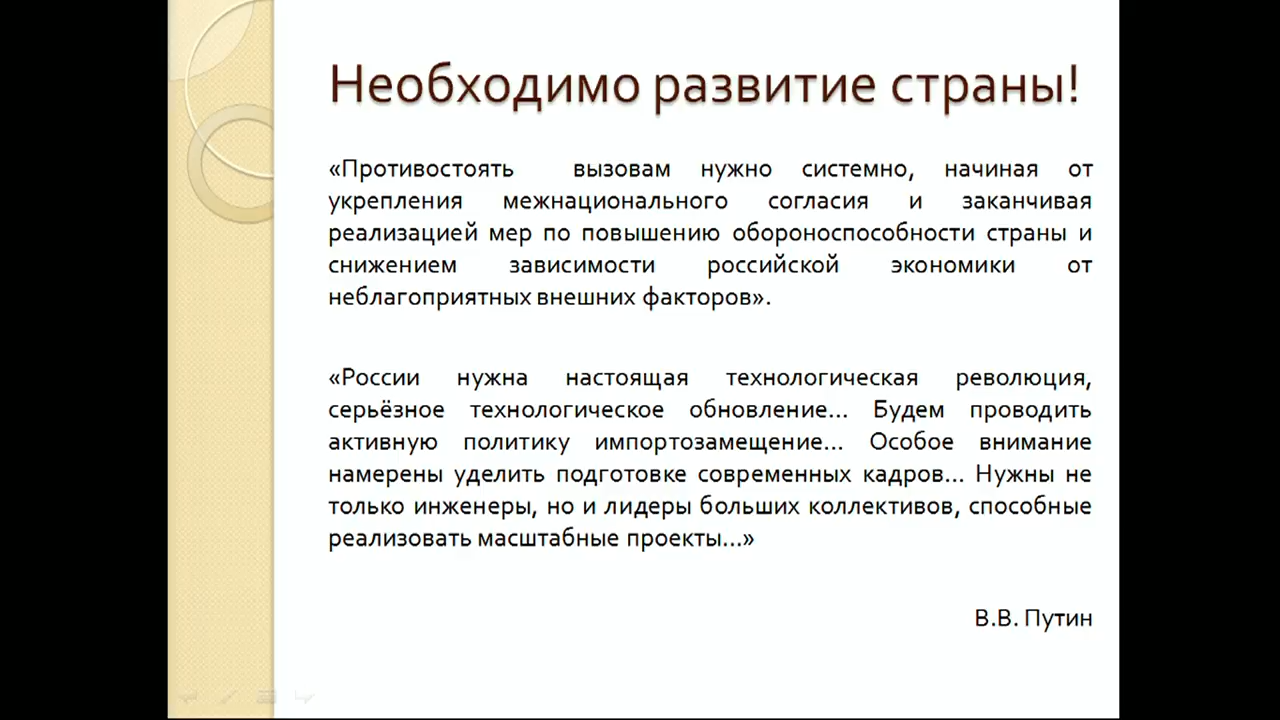 Необходимо развитие страны!
«Противостоять вызовам нужно системно, начиная от
укрепления межнационального согласия и заканчивая
реализацией мер по повышению обороноспособности страны и
снижением зависимости российской экономики от
неблагоприятных внешних факторов».
«России нужна настоящая технологическая революция,
серьёзное технологическое обновление... Будем проводить
активную политику импортозамещение... Особое внимание
намерены уделить подготовке современных кадров... Нужны не
только инженеры, но и лидеры больших коллективов, способные
реализовать масштабные проекты...»
В.В. Путин